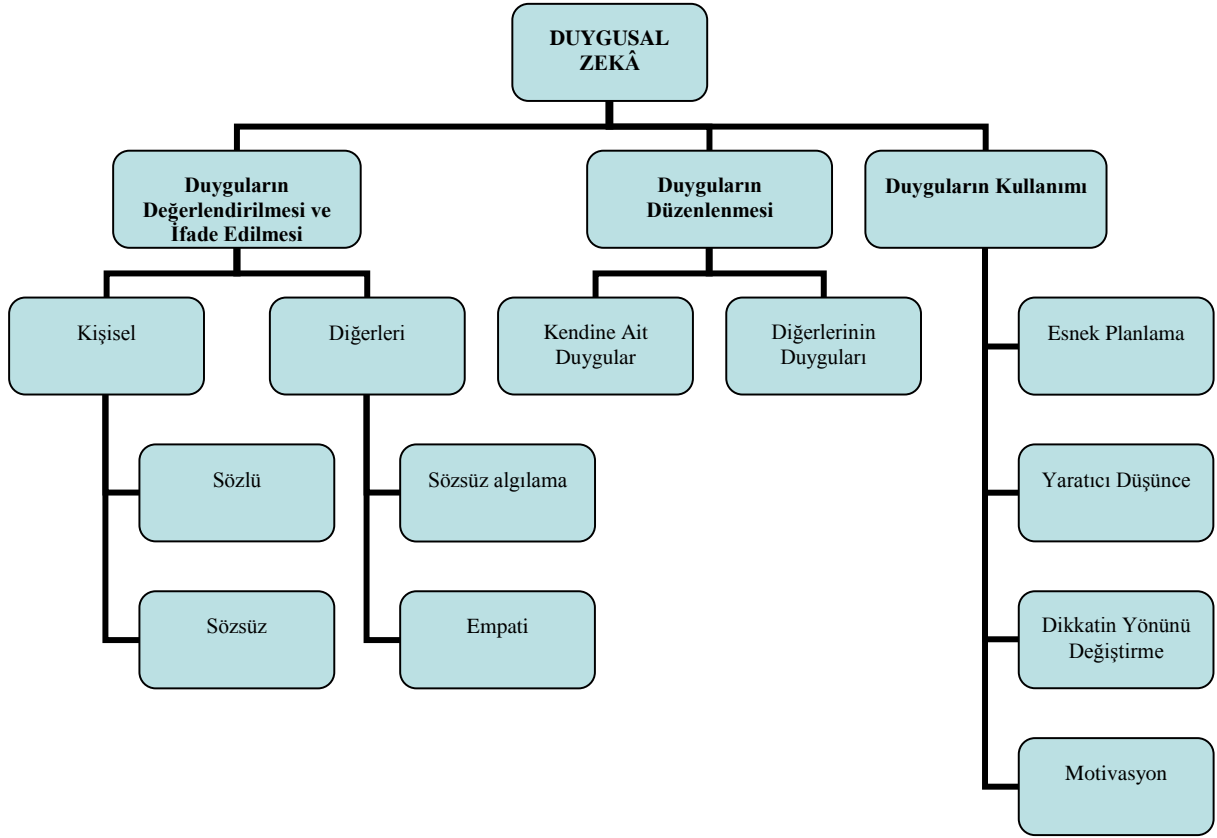 DUYGUSAL
ZEKÂ
Duyguların
Değerlendirilmesi ve
İfade Edilmesi
Duyguların
Düzenlenmesi
Duyguların Kullanımı
Kişisel
Diğerleri
Kendine Ait
Duygular
Diğerlerinin
Duyguları
Esnek Planlama
Sözlü
Sözsüz algılama
Yaratıcı Düşünce
Sözsüz
Empati
Dikkatin Yönünü
Değiştirme
Motivasyon